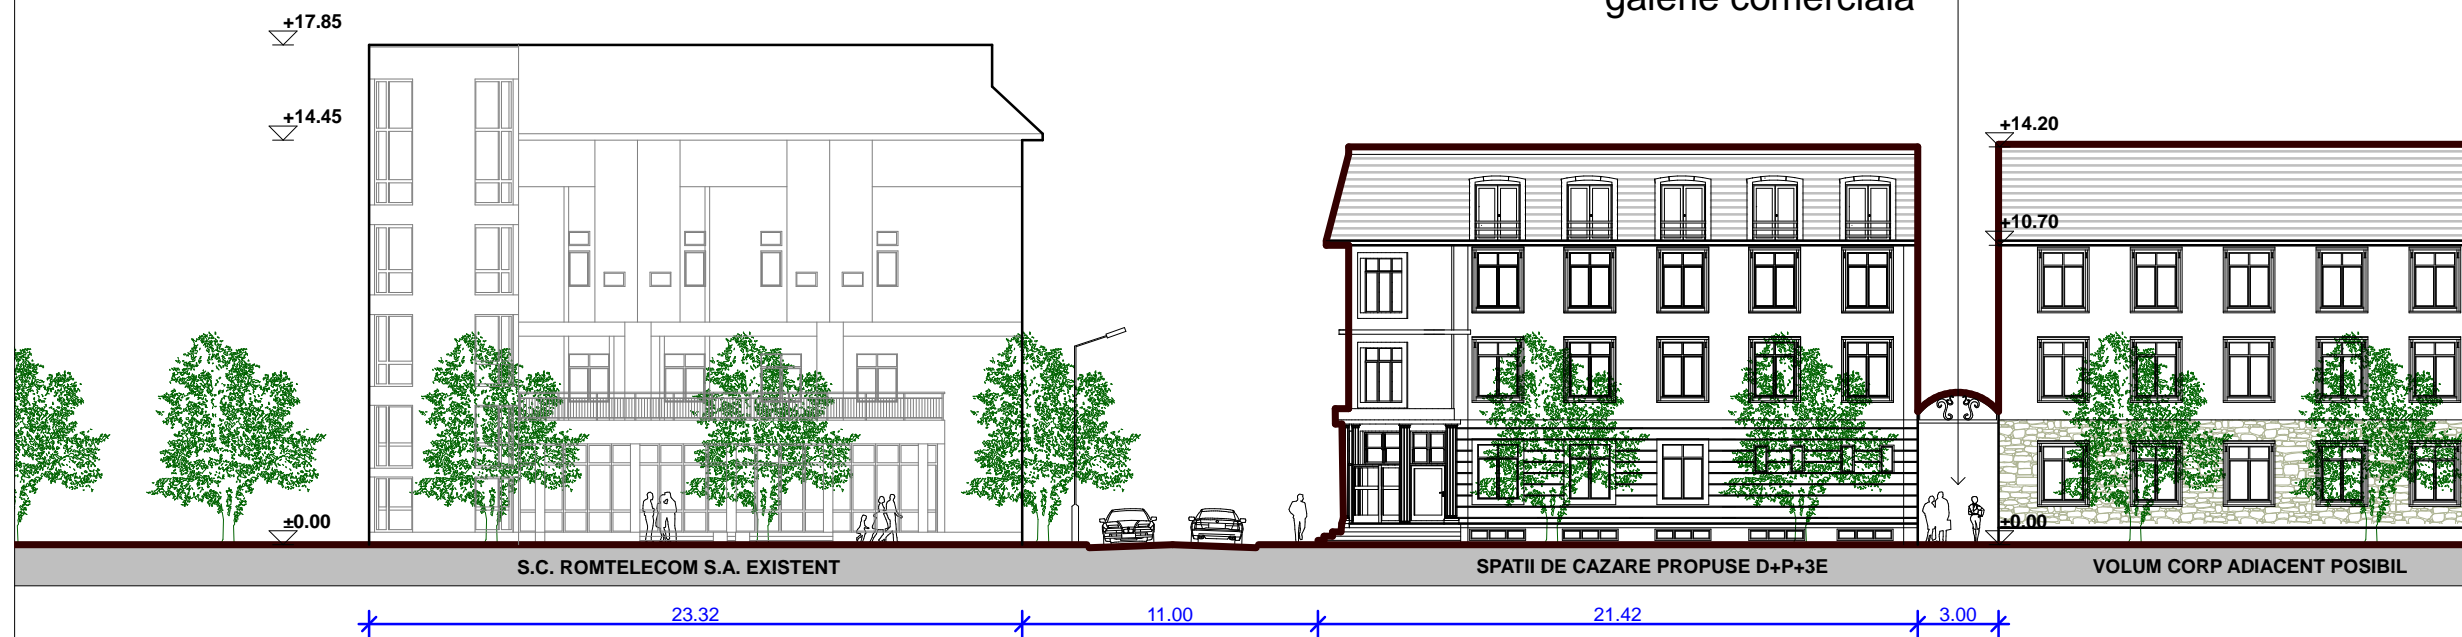 galerie comerciala
+17.85
+14.45
+14.20
+10.70
±0.00
±0.00
S.C. ROMTELECOM S.A. EXISTENT
SPATII DE CAZARE PROPUSE D+P+3E
VOLUM CORP ADIACENT POSIBIL
23.32
11.00
21.42
3.00